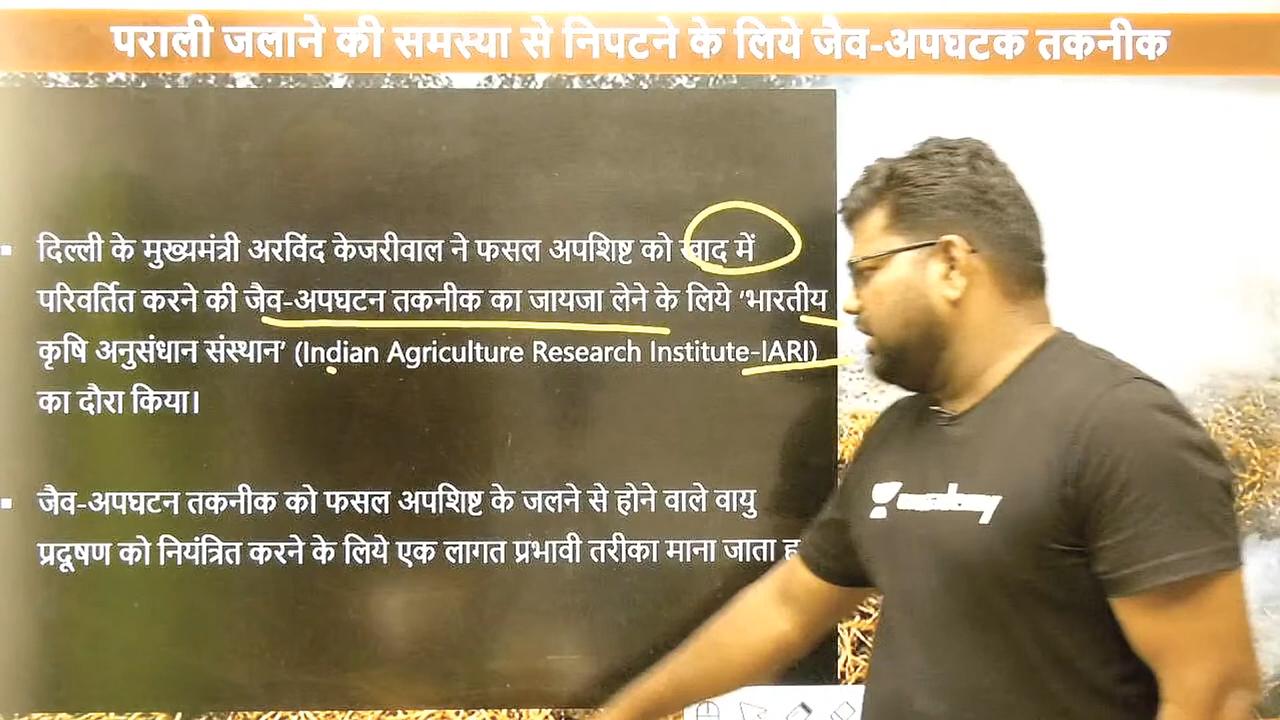 पराली जलाने की समस्या से निपटने के लिये जैव-अपघटक तकनीक
दिल्ली के मुख्यमंत्री अरविंद केजरीवाल ने फसल अपशिष्ट को खाद में
परिवर्तित करने की जैव-अपघटन तकनीक का जायजा लेने के लिये 'भारतीय
कृषि अनुसंधान संस्थान' (Indian Agriculture Research Institute-IARI)
का दौरा किया।
जैव-अपघटन तकनीक को फसल अपशिष्ट के जलने से होने वाले वायु
प्रदूषण को नियंत्रित करने के लिये एक लागत प्रभावी तरीका माना जाता
unacademy